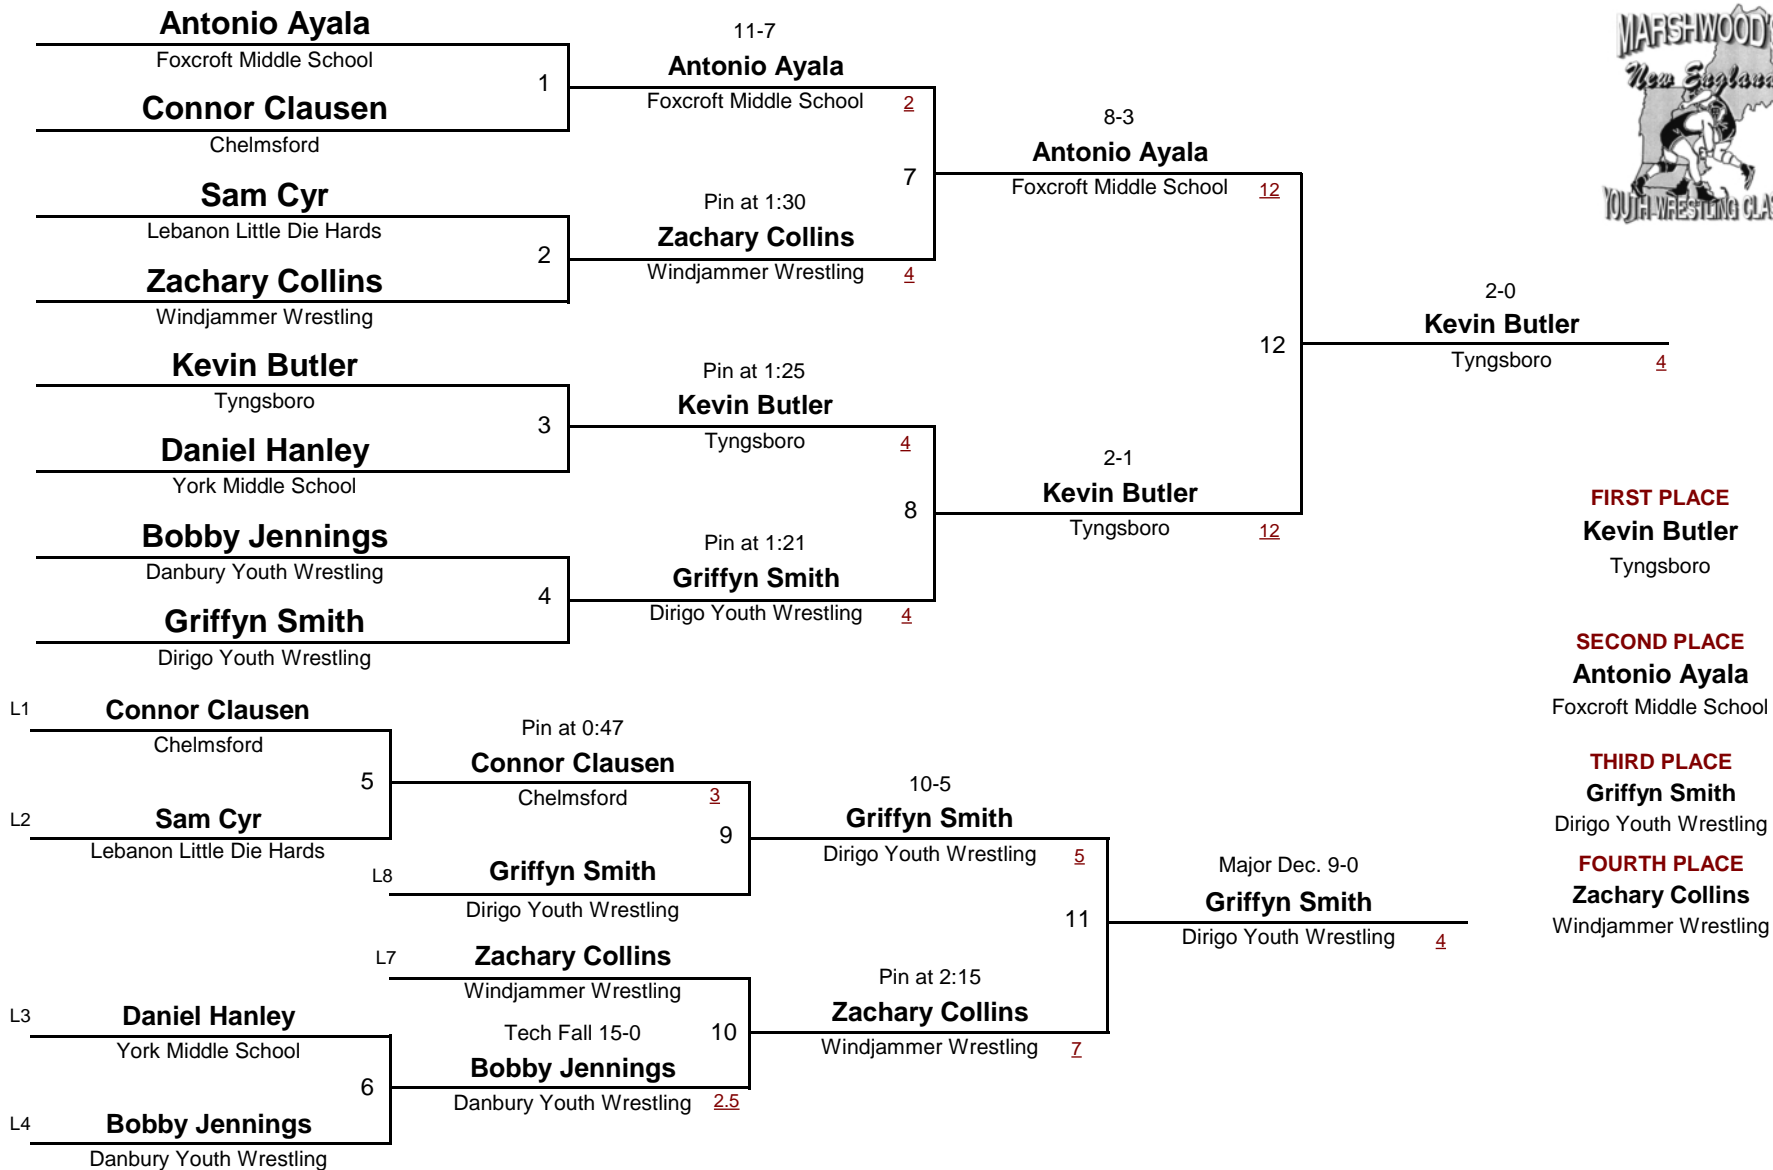 Antonio Ayala
Foxcroft Middle School
1
Connor Clausen
Chelmsford
Sam Cyr
Lebanon Little Die Hards
2
Zachary Collins
Windjammer Wrestling
Kevin Butler
Tyngsboro
3
Daniel Hanley
York Middle School
Bobby Jennings
Danbury Youth Wrestling
4
Griffyn Smith
Dirigo Youth Wrestling
11-7
Antonio Ayala
Foxcroft Middle School 2
7
Pin at 1:30
Zachary Collins
Windjammer Wrestling 4
Pin at 1:25
Kevin Butler
Tyngsboro 4
8
Pin at 1:21
Griffyn Smith
Dirigo Youth Wrestling 4
8-3
Antonio Ayala
Foxcroft Middle School 12
12
2-1
Kevin Butler
Tyngsboro 12
2-0
Kevin Butler
Tyngsboro 4
MARSHWOOD'S
New England
YOUTH WRESTLING CLAS
FIRST PLACE
Kevin Butler
Tyngsboro
SECOND PLACE
Antonio Ayala
Foxcroft Middle School
THIRD PLACE
Griffyn Smith
Dirigo Youth Wrestling
FOURTH PLACE
Zachary Collins
Windjammer Wrestling
L1 Connor Clausen
Chelmsford
5
L2 Sam Cyr
Lebanon Little Die Hards
Pin at 0:47
Connor Clausen
Chelmsford 3
9
L8 Griffyn Smith
Dirigo Youth Wrestling
L7 Zachary Collins
Windjammer Wrestling
10
L3 Daniel Hanley
York Middle School
6
L4 Bobby Jennings
Danbury Youth Wrestling
Tech Fall 15-0
Bobby Jennings
Danbury Youth Wrestling 2.5
10-5
Griffyn Smith
Dirigo Youth Wrestling 5
11
Pin at 2:15
Zachary Collins
Windjammer Wrestling 7
Major Dec. 9-0
Griffyn Smith
Dirigo Youth Wrestling 4